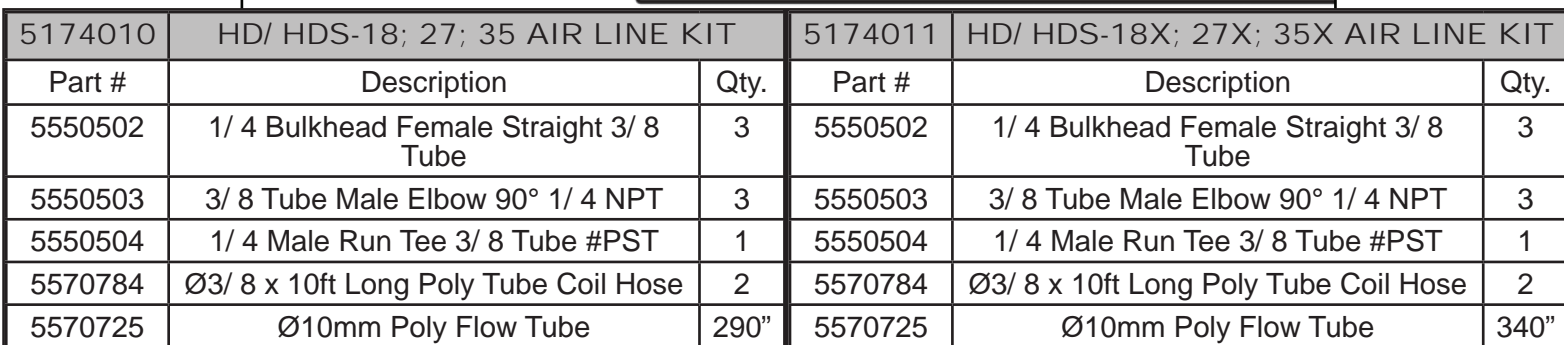 5174010 HD/ HDS-18; 27; 35 AIR LINE KIT 5174011 HD/ HDS-18X; 27X; 35X AIR LINE KIT
Part # Description Qty. Part # Description Qty.
5550502 1/ 4 Bulkhead Female Straight 3/ 8 Tube 3 5550502 1/ 4 Bulkhead Female Straight 3/ 8 Tube 3
5550503 3/ 8 Tube Male Elbow 90° 1/ 4 NPT 3 5550503 3/ 8 Tube Male Elbow 90° 1/ 4 NPT 3
5550504 1/ 4 Male Run Tee 3/ 8 Tube #PST 1 5550504 1/ 4 Male Run Tee 3/ 8 Tube #PST 1
5570784 Ø3/ 8 x 10ft Long Poly Tube Coil Hose 2 5570784 Ø3/ 8 x 10ft Long Poly Tube Coil Hose 2
5570725 Ø10mm Poly Flow Tube 290” 5570725 Ø10mm Poly Flow Tube 340”